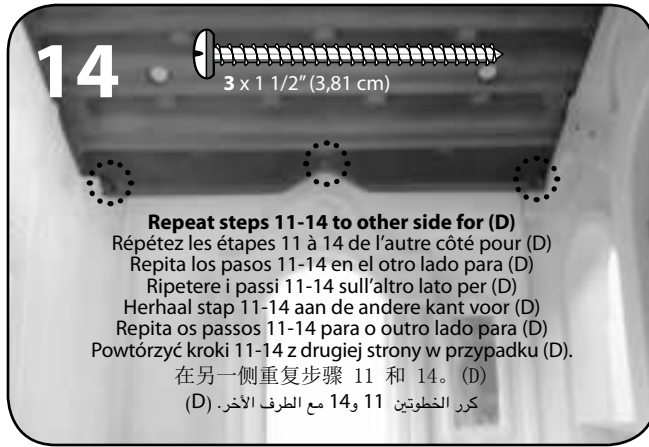 14
3 x 1 1/2" (3,81 cm)
Repeat steps 11-14 to other side for (D)
Répétez les étapes 11 à 14 de l'autre côté pour (D)
Repita los pasos 11-14 en el otro lado para (D)
Ripetere i passi 11-14 sull'altro lato per (D)
Herhaal stap 11-14 aan de andere kant voor (D)
Repita os passos 11-14 para o outro lado para (D)
Powtórzyć kroki 11-14 z drugiej strony w przypadku (D).
在另一侧重复步骤 11 和 14。(D)
كرر الخطوتين 11 و14 مع الطرف الأخر. (D)